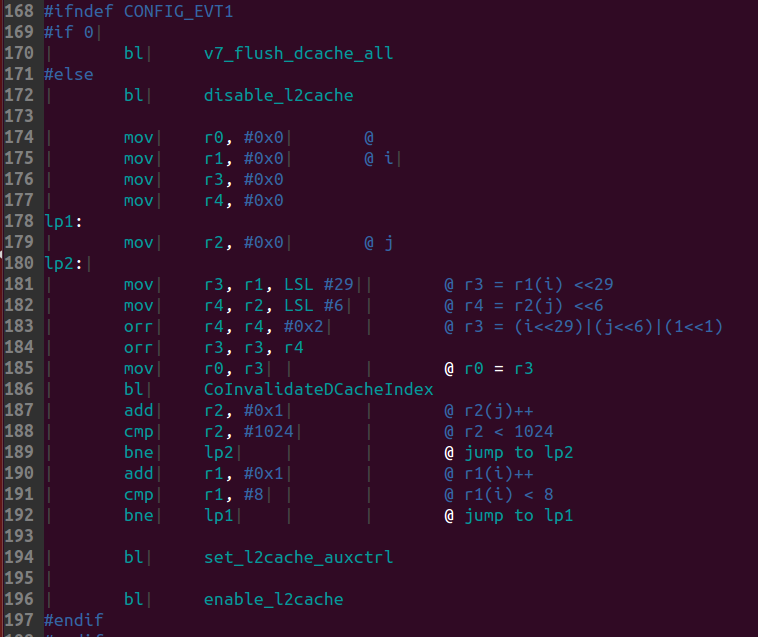 168 #ifndef CONFIG_EVT1
169 #if 0|
170 |       bl|     v7_flush_dcache_all
171 #else
172 |       bl|     disable_l2cache
173
174 |       mov|    r0, #0x0|       @
175 |       mov|    r1, #0x0|       @ i|
176 |       mov|    r3, #0x0
177 |       mov|    r4, #0x0
178 lp1:
179 |       mov|    r2, #0x0|       @ j
180 lp2:|
181 |       mov|    r3, r1, LSL #29||       @ r3 = r1(i) <<29
182 |       mov|    r4, r2, LSL #6| |       @ r4 = r2(j) <<6
183 |       orr|    r4, r4, #0x2|   |       @ r3 = (i<<29)|(j<<6)|(1<<1)
184 |       orr|    r3, r3, r4
185 |       mov|    r0, r3| |       |       @ r0 = r3
186 |       bl|     CoInvalidateDCacheIndex
187 |       add|    r2, #0x1|       |       @ r2(j)++
188 |       cmp|    r2, #1024|      |       @ r2 < 1024
189 |       bne|    lp2|    |       |       @ jump to lp2
190 |       add|    r1, #0x1|       |       @ r1(i)++
191 |       cmp|    r1, #8| |       |       @ r1(i) < 8
192 |       bne|    lp1|    |       |       @ jump to lp1
193
194 |       bl|     set_l2cache_auxctrl
195 |
196 |       bl|     enable_l2cache
197 #endif